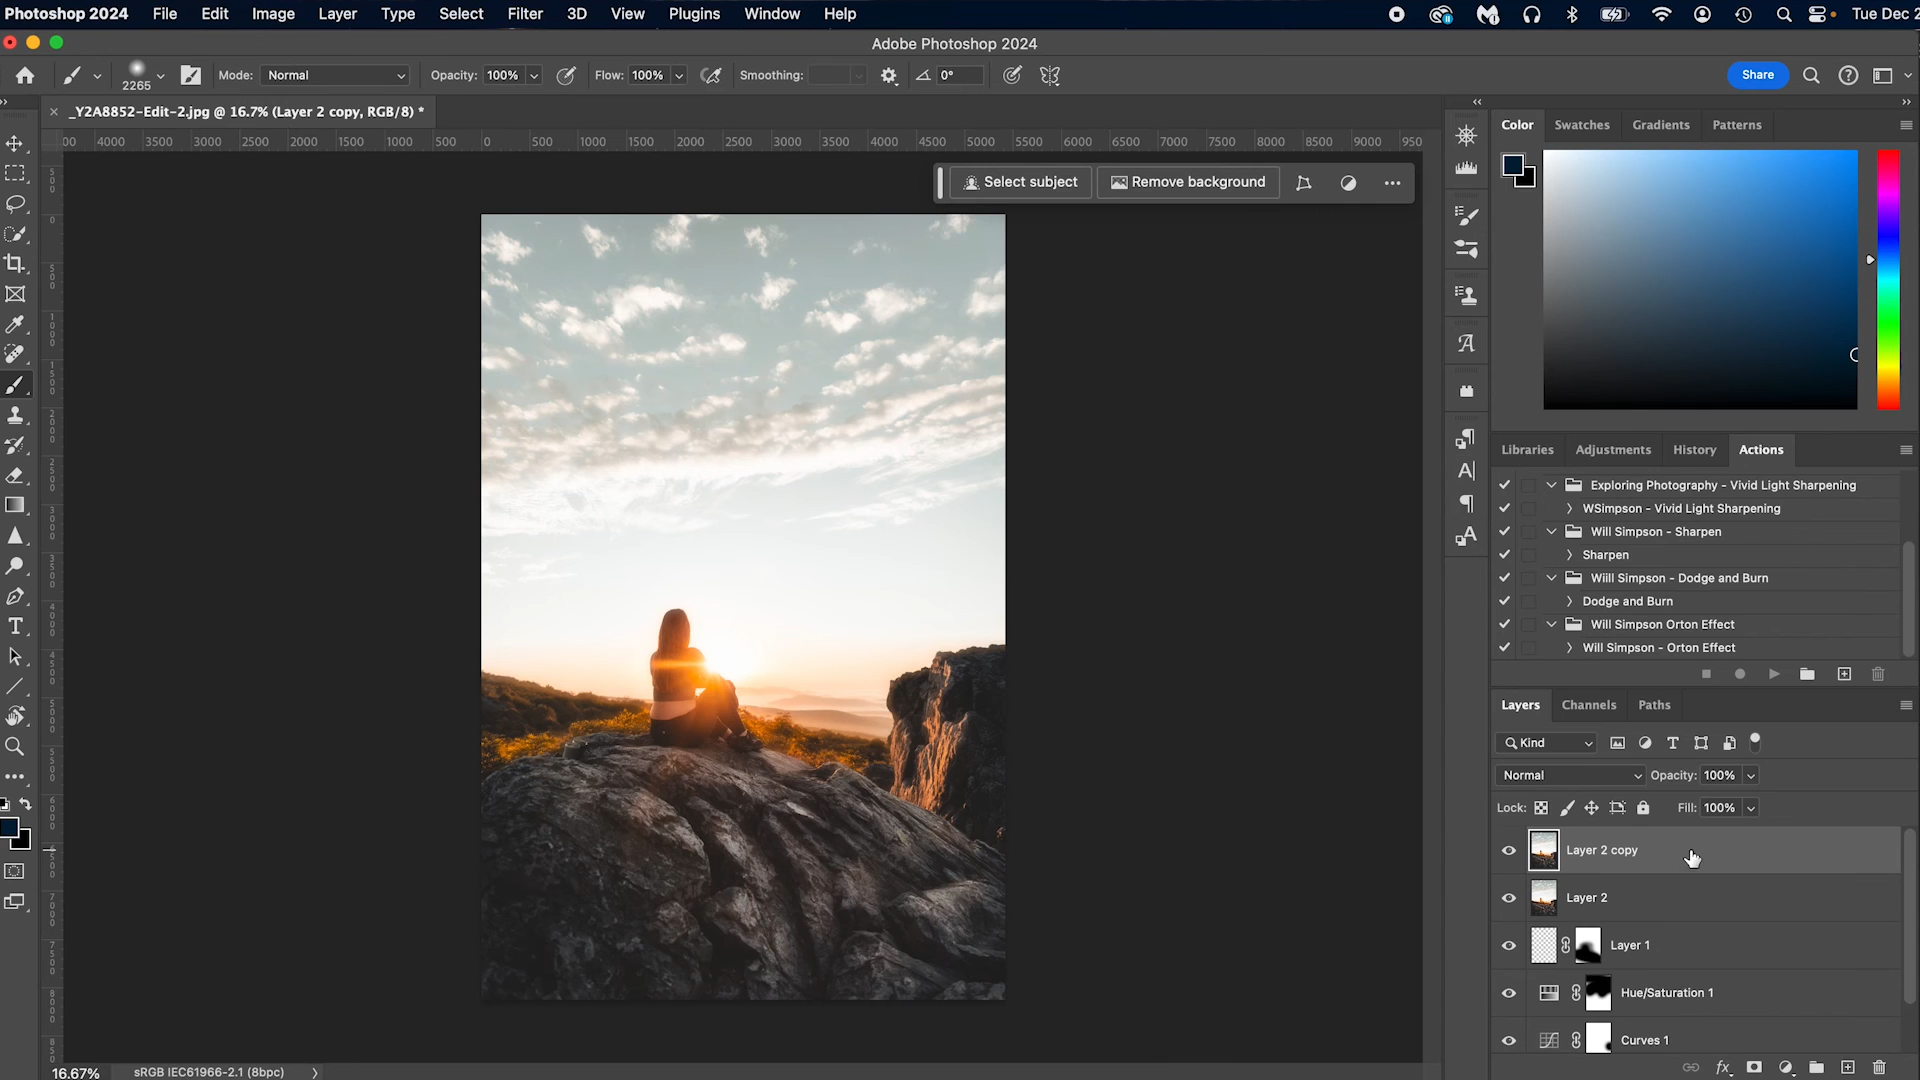 Photoshop 2024 File Edit Image Layer Type Select Filter 3D View Plugins Window Help Tue Dec 2
Adobe Photoshop 2024
2265 Mode: Normal Opacity: 100% Flow: 100% Smoothing: 0° Share
_Y2A8852-Edit-2.jpg @ 16.7% (Layer 2 copy, RGB/8) *
00 4000 3500 3000 2500 2000 1500 1000 500 0 500 1000 1500 2000 2500 3000 3500 4000 4500 5000 5500 6000 6500 7000 7500 8000 8500 9000 950
Select subject Remove background
Color Swatches Gradients Patterns
Libraries Adjustments History Actions
Exploring Photography - Vivid Light Sharpening
WSimpson - Vivid Light Sharpening
Will Simpson - Sharpen
Sharpen
Wiill Simpson - Dodge and Burn
Dodge and Burn
Will Simpson Orton Effect
Will Simpson - Orton Effect
Layers Channels Paths
Kind
Normal Opacity: 100%
Lock: Fill: 100%
Layer 2 copy
Layer 2
Layer 1
Hue/Saturation 1
Curves 1
16.67% sRGB IEC61966-2.1 (8bpc)